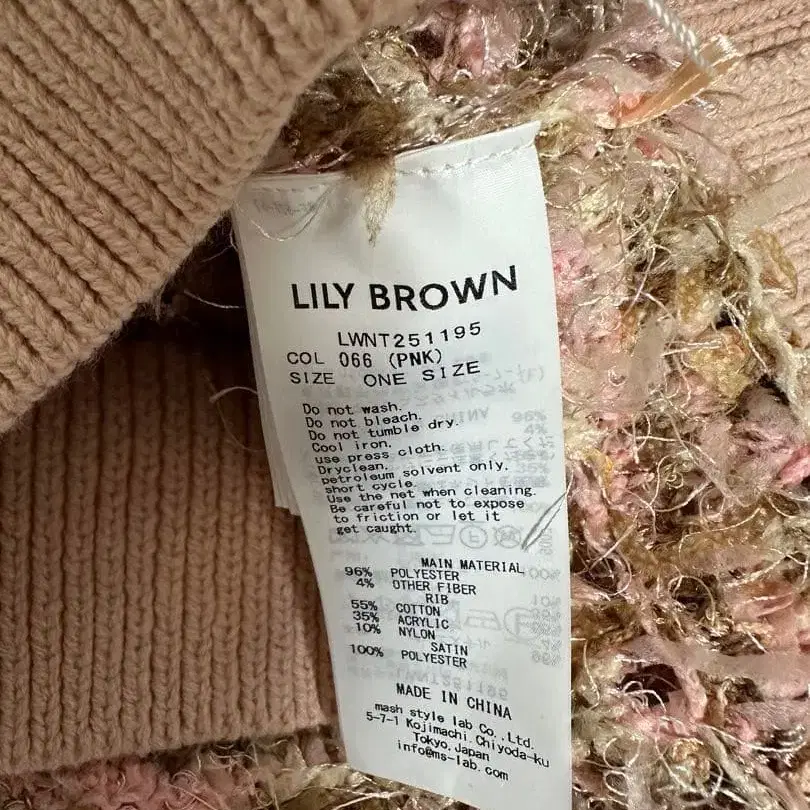 LILY BROWN
LWNT251195
COL 066 (PNK)
SIZE ONE SIZE
Do not wash.
Do not bleach.
Do not tumble dry.
Cool iron.
use press cloth.
Dryclean.
petroleum solvent only.
short cycle.
Use the net when cleaning.
Be careful not to expose
to friction or let it
get caught.
MAIN MATERIAL
96% POLYESTER
4% OTHER FIBER
RIB
55% COTTON
35% ACRYLIC
10% NYLON
SATIN
100% POLYESTER
MADE IN CHINA
mash style lab Co.,Ltd.
5-7-1 Kojimachi,Chiyoda-ku
Tokyo,Japan
info@ms-lab.com